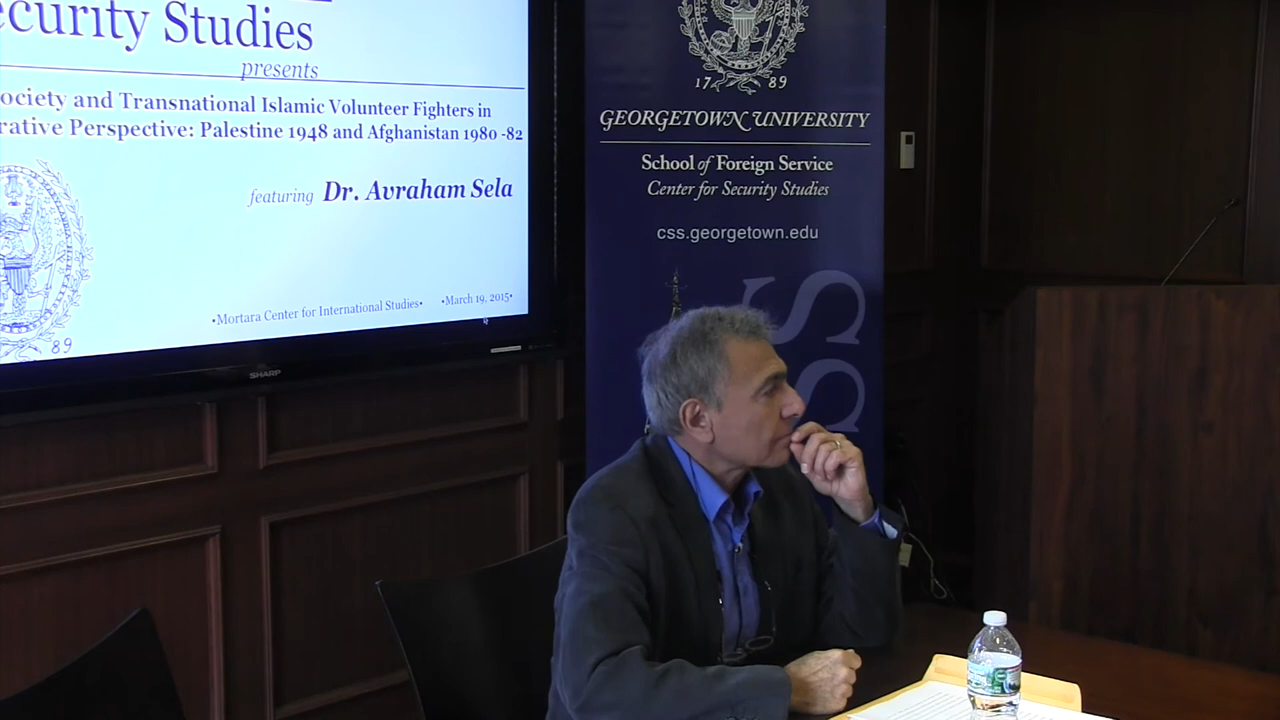 ecurity Studies
presents
ociety and Transnational Islamic Volunteer Fighters in
rative Perspective: Palestine 1948 and Afghanistan 1980 -82
featuring Dr. Avraham Sela
•Mortara Center for International Studies• •March 19, 2015•
89
SHARP
17 89
GEORGETOWN UNIVERSITY
School of Foreign Service
Center for Security Studies
css.georgetown.edu
CSS